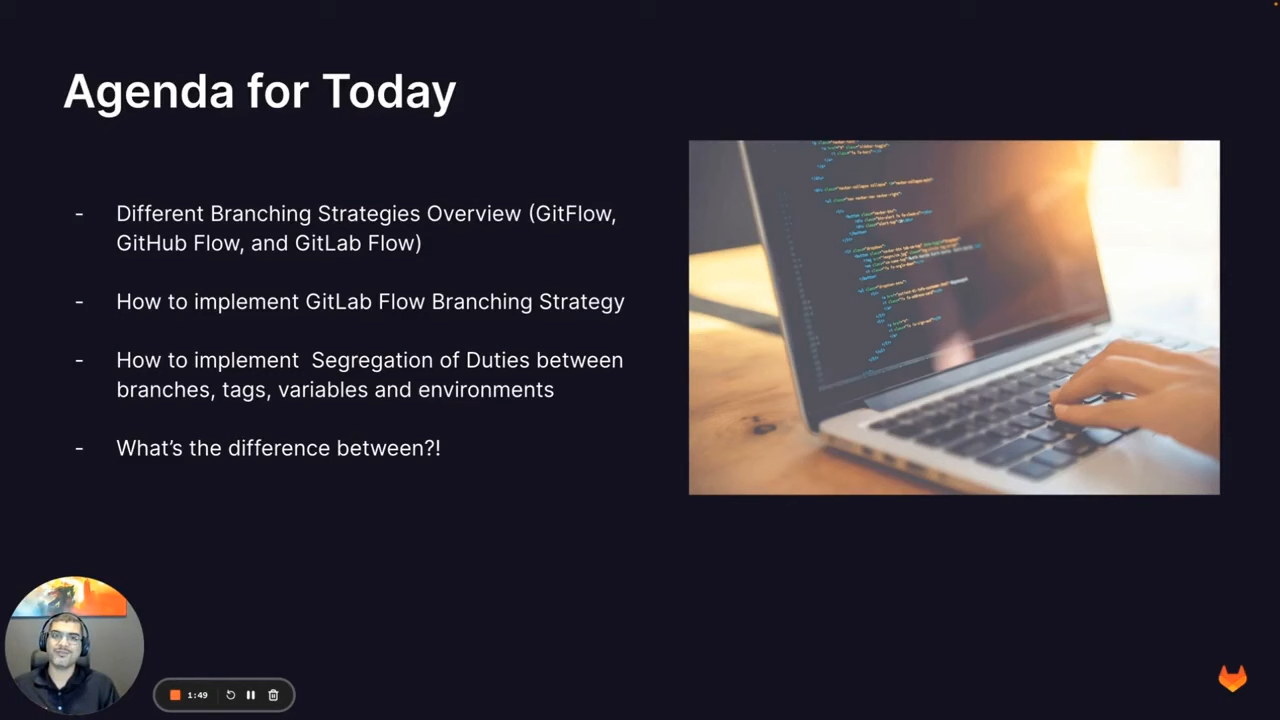 Agenda for Today
- Different Branching Strategies Overview (GitFlow,
GitHub Flow, and GitLab Flow)
- How to implement GitLab Flow Branching Strategy
- How to implement  Segregation of Duties between
branches, tags, variables and environments
- What’s the difference between?!
1:49